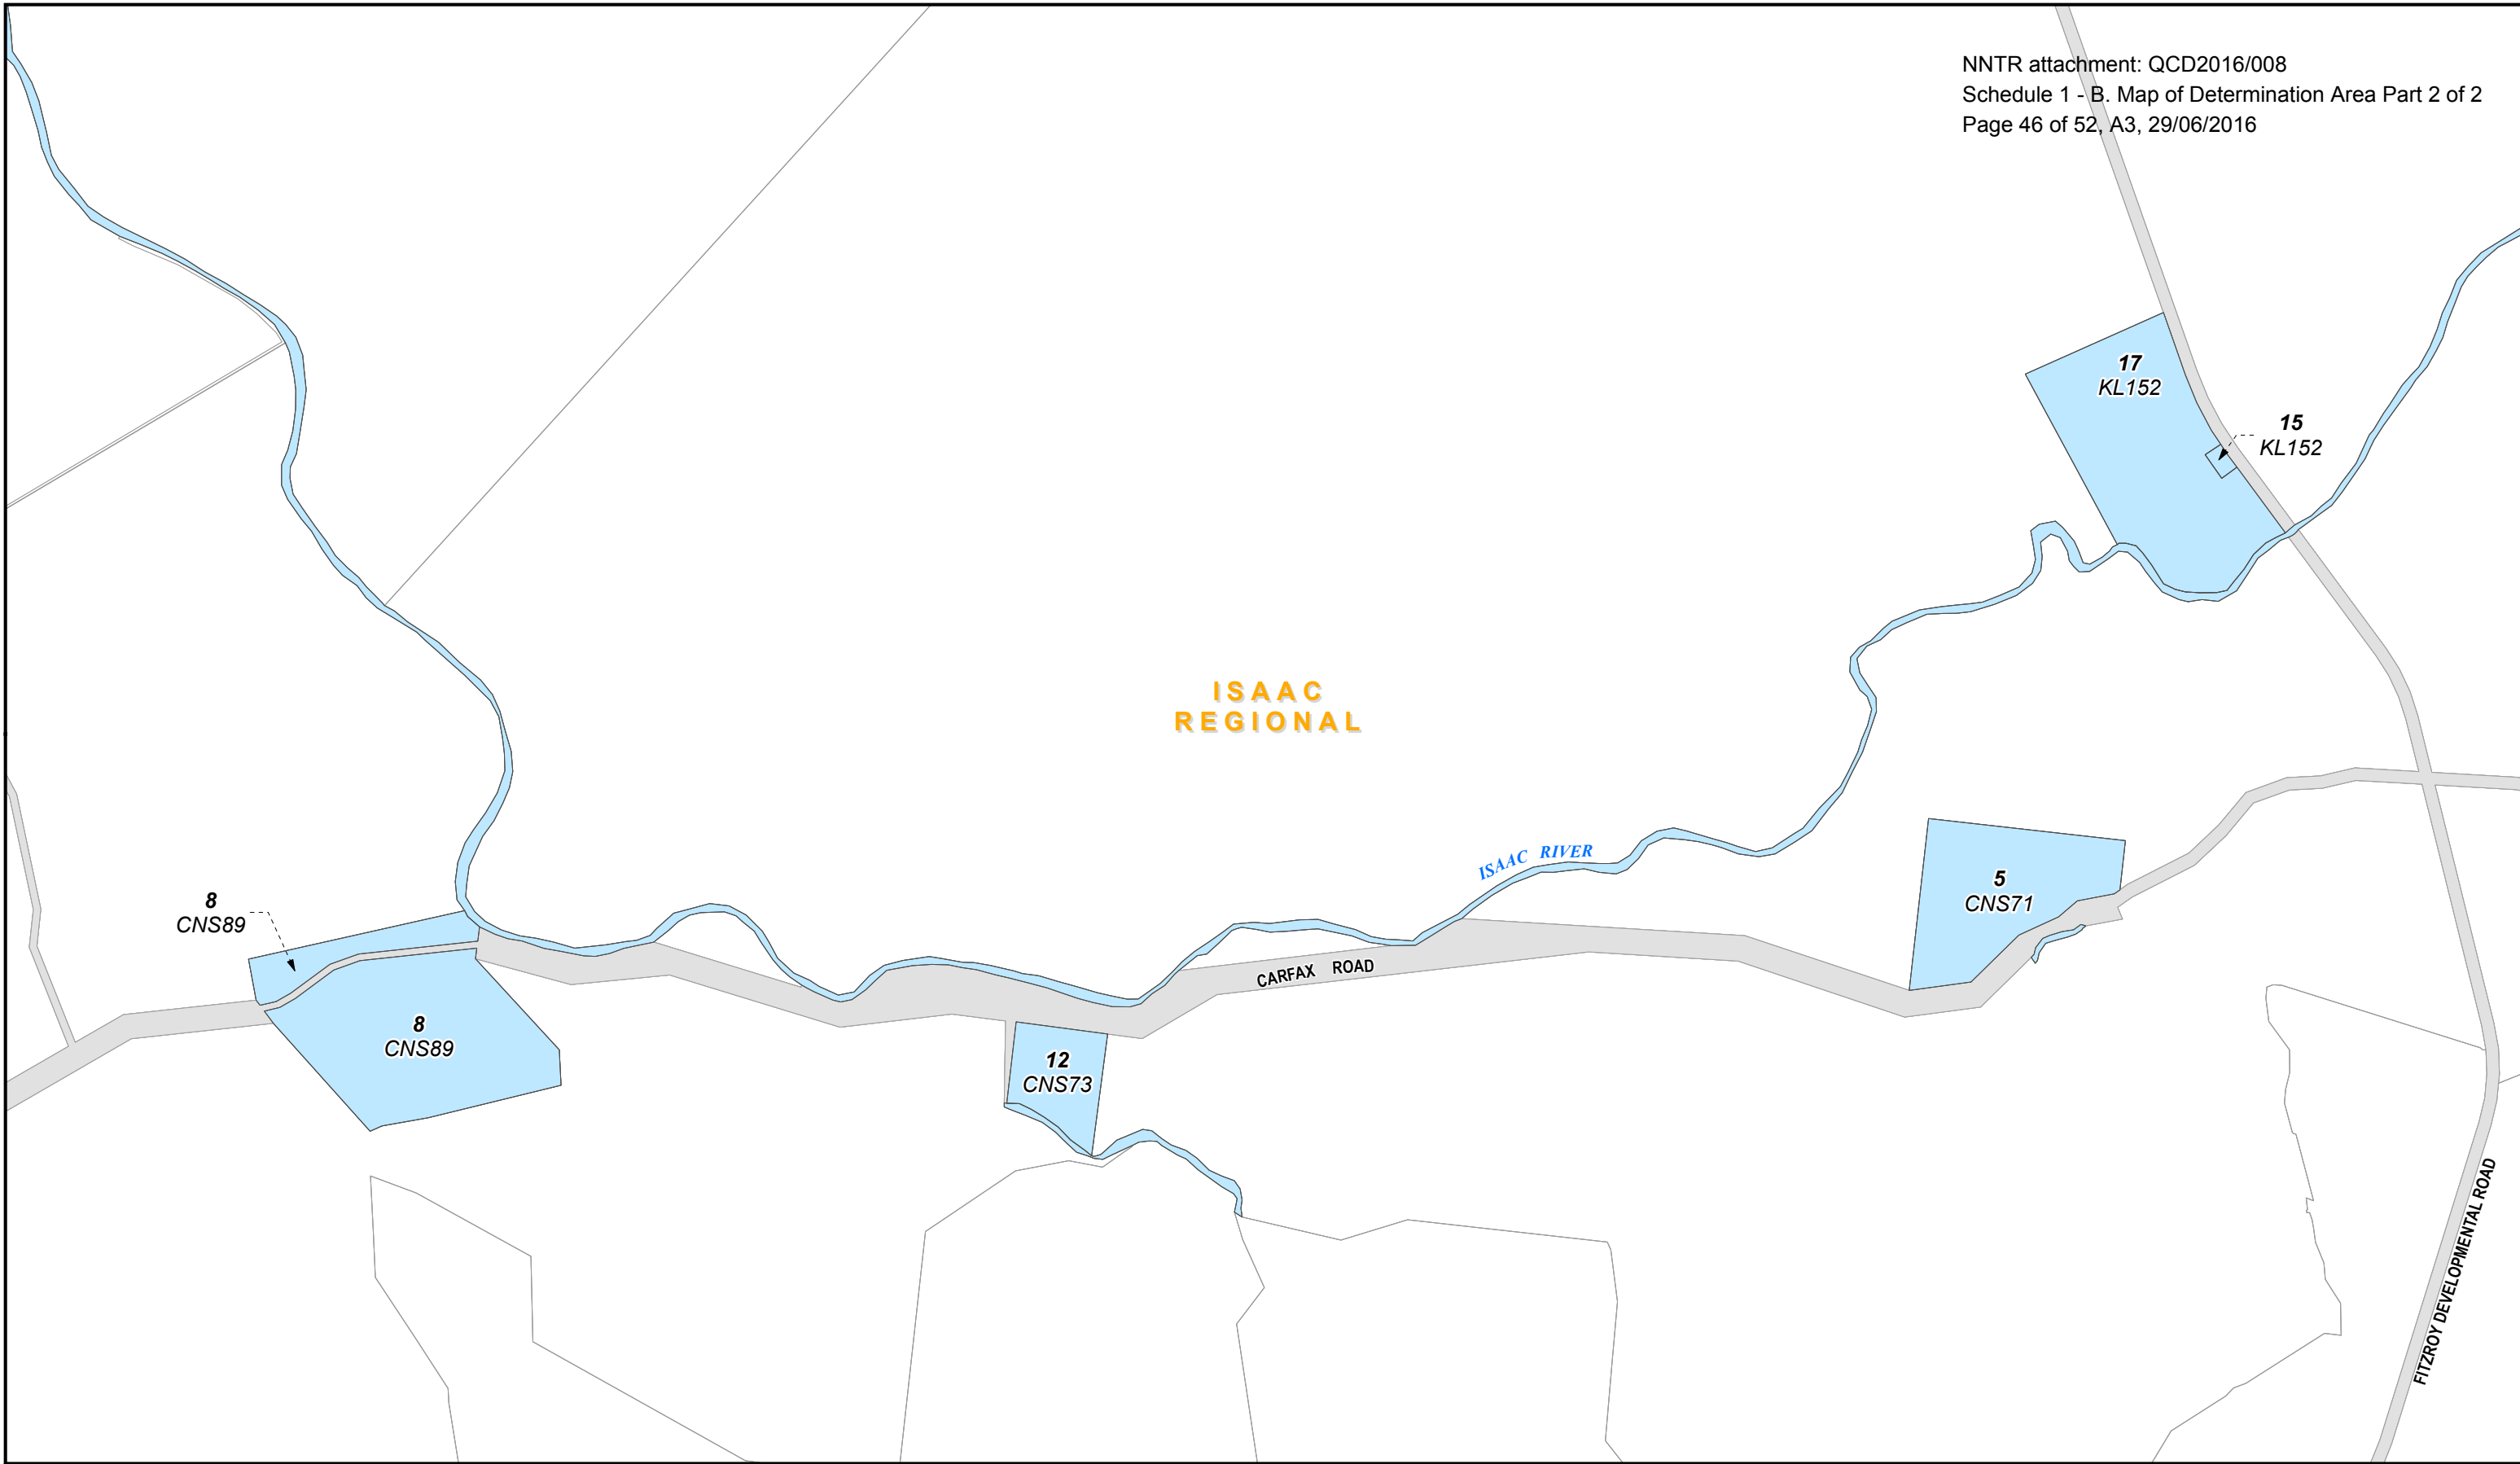 NNTR attachment: QCD2016/008
Schedule 1 - B. Map of Determination Area Part 2 of 2
Page 46 of 52, A3, 29/06/2016
17
KL152
15
KL152
ISAAC
REGIONAL
ISAAC RIVER
5
CNS71
8
CNS89
CARFAX ROAD
8
CNS89
12
CNS73
FITZROY DEVELOPMENTAL ROAD